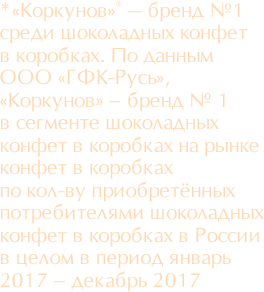 *«Коркунов»® – бренд №1
среди шоколадных конфет
в коробках. По данным
ООО «ГФК-Русь»,
«Коркунов» – бренд № 1
в сегменте шоколадных
конфет в коробках на рынке
конфет в коробках
по кол-ву приобретённых
потребителями шоколадных
конфет в коробках в России
в целом в период январь
2017 – декабрь 2017